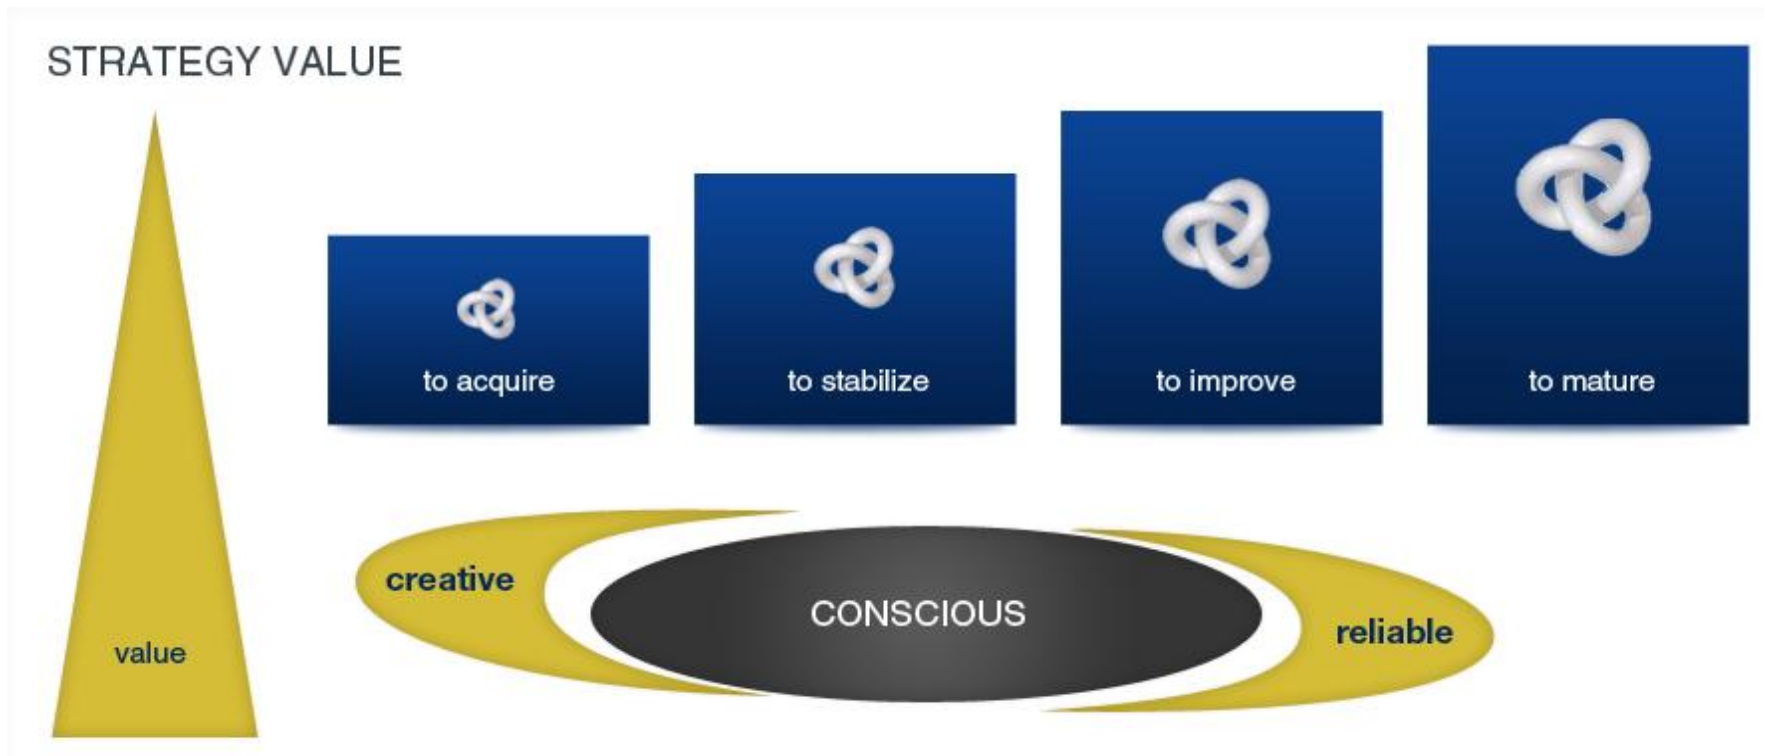 STRATEGY VALUE
to acquire
to stabilize
to improve
to mature
creative
CONSCIOUS
reliable
value